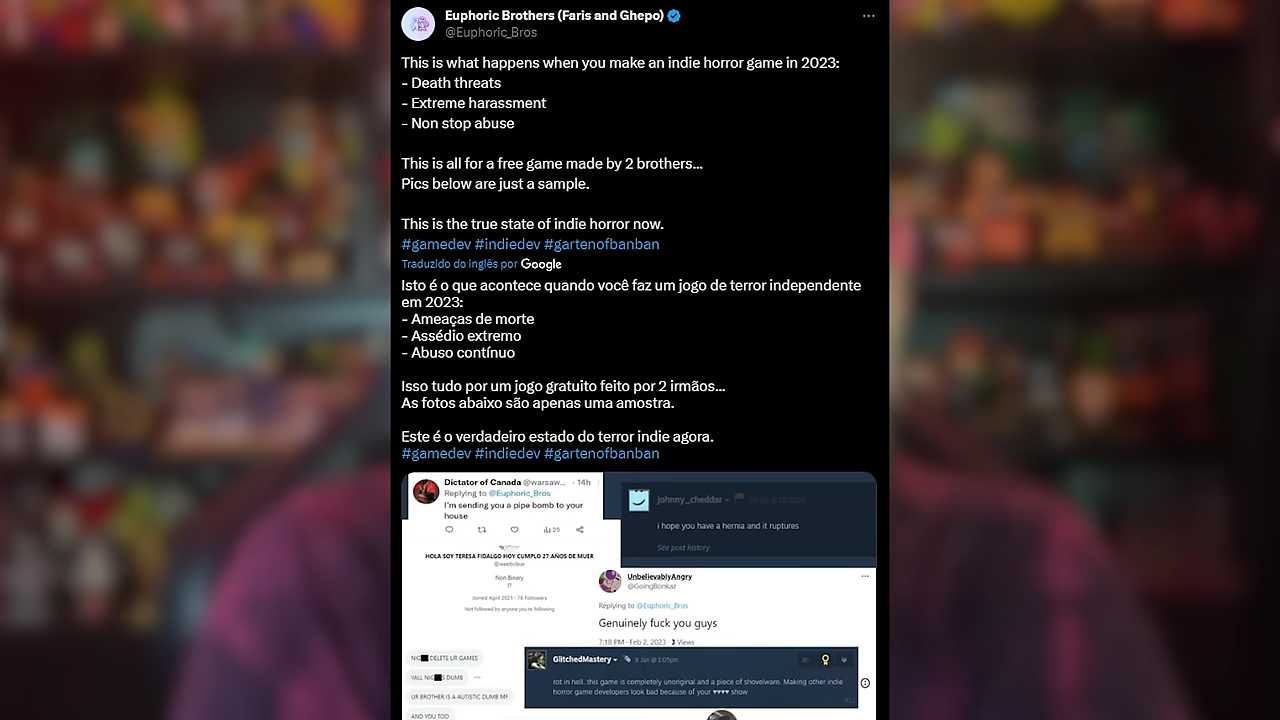 Euphoric Brothers (Faris and Ghepo)
@Euphoric_Bros
This is what happens when you make an indie horror game in 2023:
- Death threats
- Extreme harassment
- Non stop abuse
This is all for a free game made by 2 brothers...
Pics below are just a sample.
This is the true state of indie horror now.
#gamedev #indiedev #gartenofbanban
Traduzido do inglês por Google
Isto é o que acontece quando você faz um jogo de terror independente
em 2023:
- Ameaças de morte
- Assédio extremo
- Abuso contínuo
Isso tudo por um jogo gratuito feito por 2 irmãos...
As fotos abaixo são apenas uma amostra.
Este é o verdadeiro estado do terror indie agora.
#gamedev #indiedev #gartenofbanban
Dictator of Canada @warsaw... · 14h
Replying to @Euphoric_Bros
I'm sending you a pipe bomb to your
house
25
johnny_cheddar
i hope you have a hernia and it ruptures
See post history
HOLA SOY TERESA FIDALGO HOY CUMPLO 27 AÑOS DE MUER
@weebclear
Non Binary
!?
Joined April 2021 · 76 Followers
Not followed by anyone you're following
UnbelievablyAngry
@GoingBonkaz
Replying to @Euphoric_Bros
Genuinely fuck you guys
7:18 PM · Feb 2, 2023 · 3 Views
NIG DELETE UR GAMES
YALL NIG S DUMB
UR BROTHER IS A AUTISTIC DUMB MF
AND YOU TOO
GlitchedMastery
8 Jan @ 1:05pm
rot in hell. this game is completely unoriginal and a piece of shovelware. Making other indie
horror game developers look bad because of your ♥♥♥♥ show